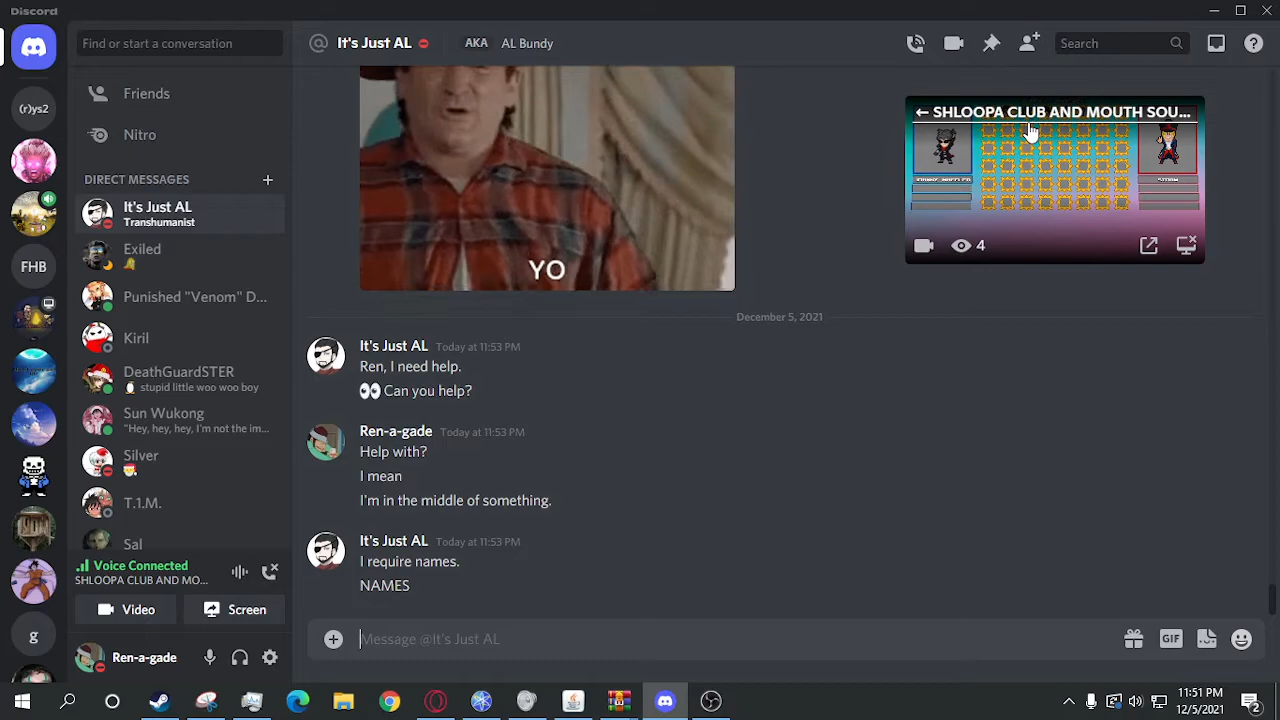 Discord
Find or start a conversation
It's Just AL
AKA AL Bundy
Search
(r)ys2
Friends
Nitro
DIRECT MESSAGES
It's Just AL
Transhumanist
Exiled
Punished "Venom" D...
FHB
Kiril
DeathGuardSTER
stupid little woo woo boy
Sun Wukong
"Hey, hey, hey, I'm not the im...
Silver
T.1.M.
Sal
Voice Connected
SHLOOPA CLUB AND MO...
Video
Screen
g
Ren-a-gade
YO
SHLOOPA CLUB AND MOUTH SOU...
4
December 5, 2021
It's Just AL Today at 11:53 PM
Ren, I need help.
👀 Can you help?
Ren-a-gade Today at 11:53 PM
Help with?
I mean
I'm in the middle of something.
It's Just AL Today at 11:53 PM
I require names.
NAMES
Message @It's Just AL
GIF
11:51 PM
12/5/2021
2